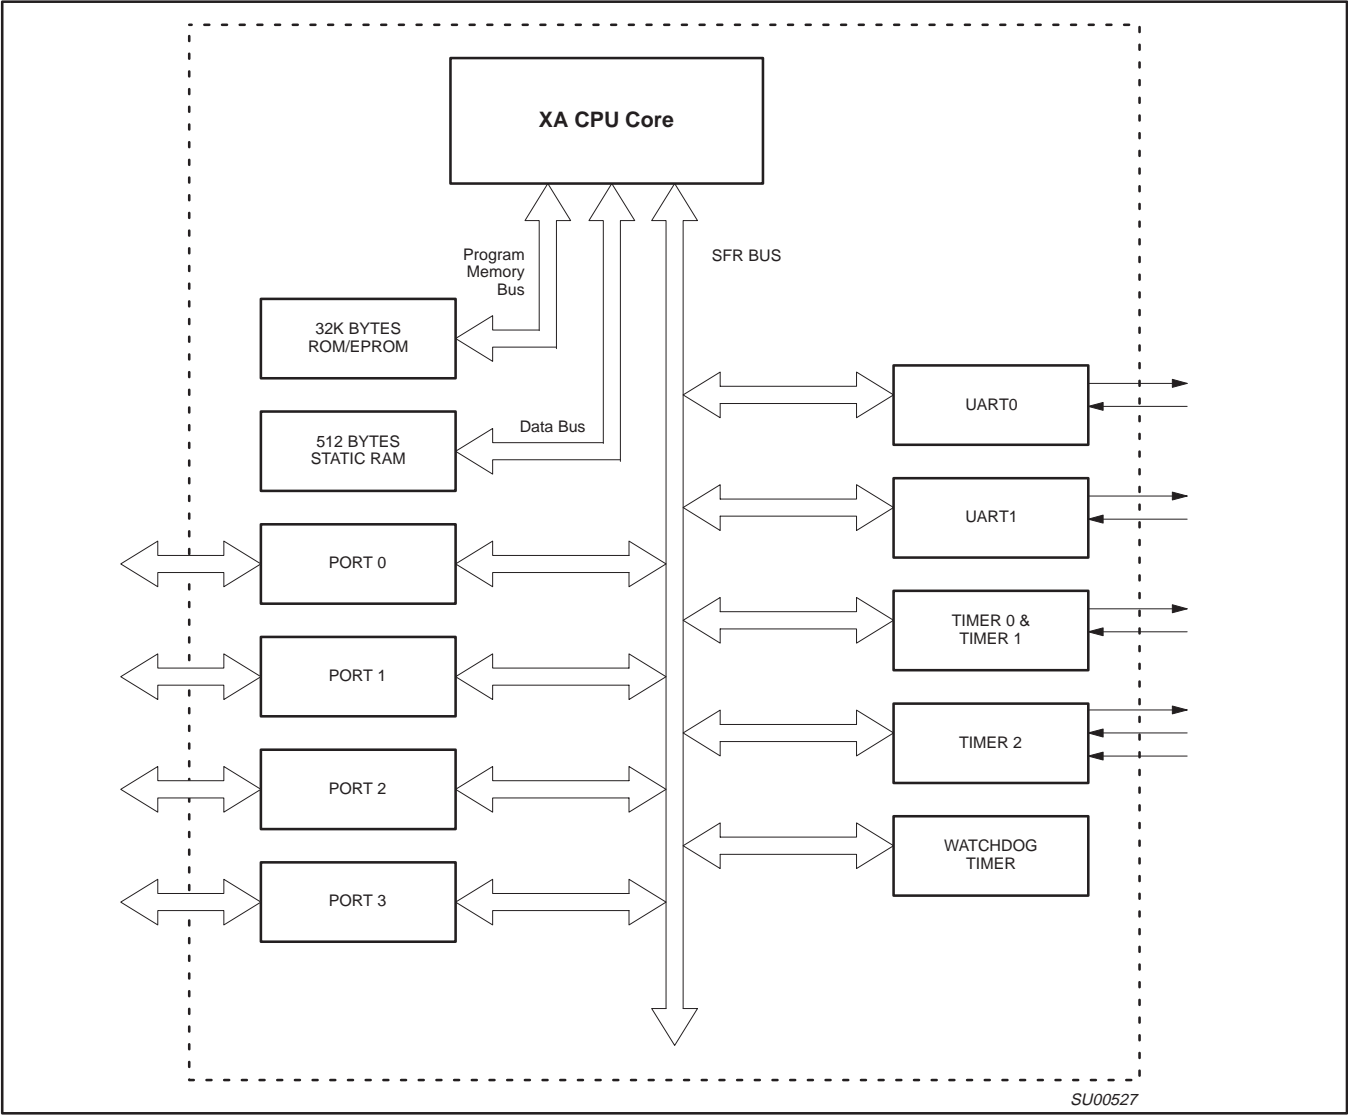 XA CPU Core
Program
Memory
Bus
SFR BUS
32K BYTES
ROM/EPROM
UART0
Data Bus
512 BYTES
STATIC RAM
UART1
PORT 0
TIMER 0 &
TIMER 1
PORT 1
TIMER 2
PORT 2
WATCHDOG
TIMER
PORT 3
SU00527